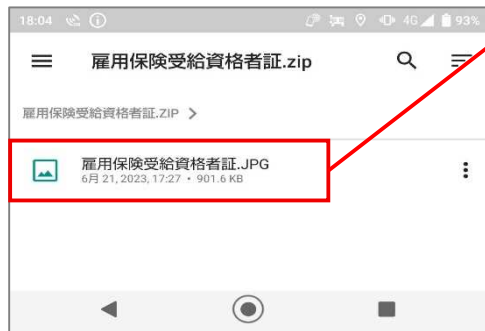 18:04 4G 93%
雇用保険受給資格者証.zip
雇用保険受給資格者証.ZIP
雇用保険受給資格者証.JPG
6月 21, 2023, 17:27 • 901.6 KB